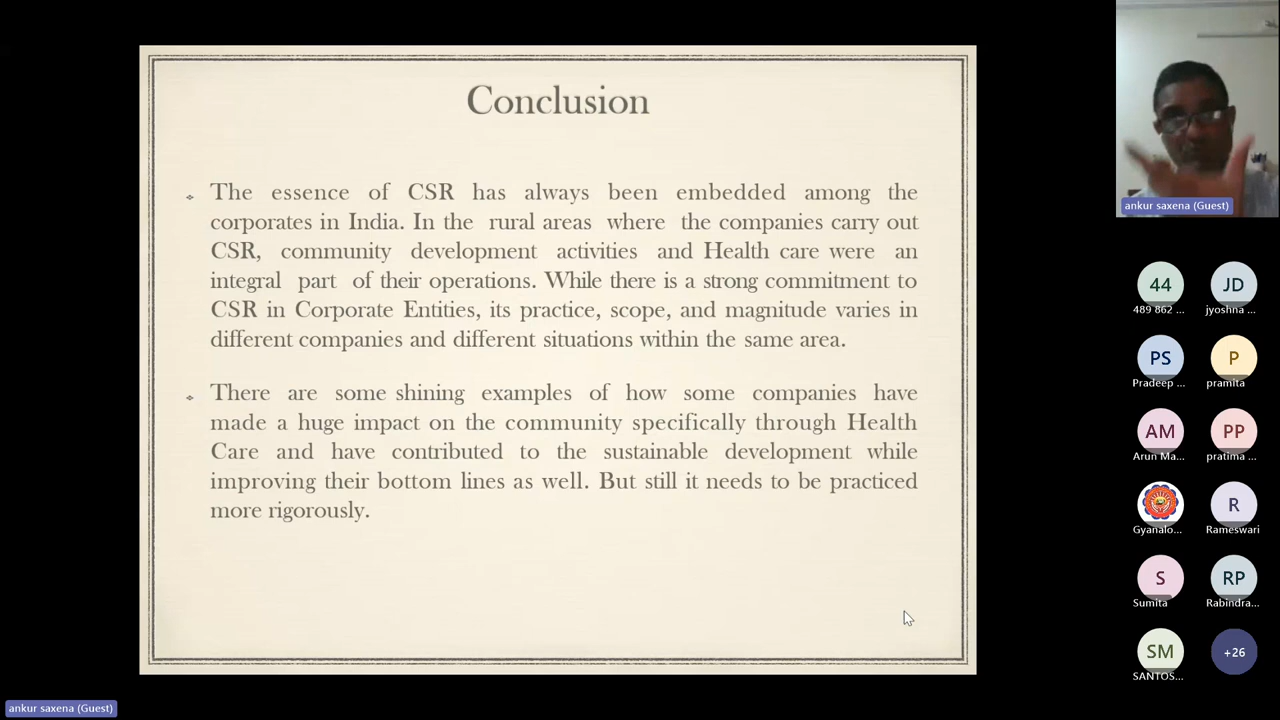 Conclusion
The essence of CSR has always been embedded among the
corporates in India. In the rural areas where the companies carry out
CSR, community development activities and Health care were an
integral part of their operations. While there is a strong commitment to
CSR in Corporate Entities, its practice, scope, and magnitude varies in
different companies and different situations within the same area.
There are some shining examples of how some companies have
made a huge impact on the community specifically through Health
Care and have contributed to the sustainable development while
improving their bottom lines as well. But still it needs to be practiced
more rigorously.
ankur saxena (Guest)
44 JD
489 862 ... jyoshna ...
PS P
Pradeep ... pramita
AM PP
Arun Ma... pratima ...
R
Gyanalo... Rameswari
S RP
Sumita Rabindra...
SM +26
SANTOS...
ankur saxena (Guest)